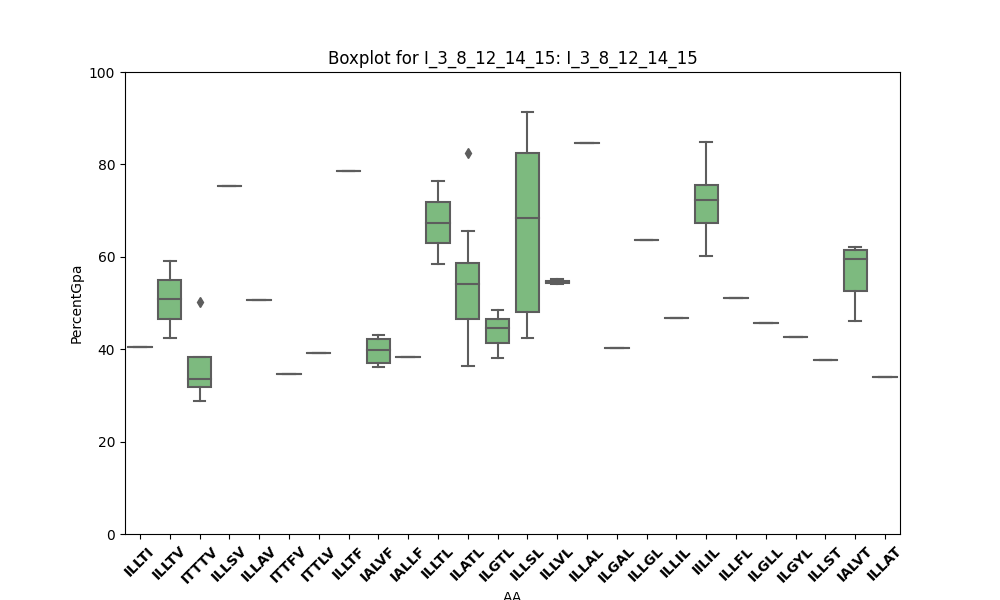 Boxplot for I_3_8_12_14_15: I_3_8_12_14_15
100
80
60
40
20
0
PercentGpa
ILLTI ILLTV ITTTV ILLSV ILLAV ITTFV ITTLV ILLTF IALVF IALLF ILLTL ILATL ILGTL ILLSL ILLVL ILLAL ILGAL ILLGL ILLIL IILIL ILLFL ILGLL ILGYL ILLST IALVT ILLAT
AA